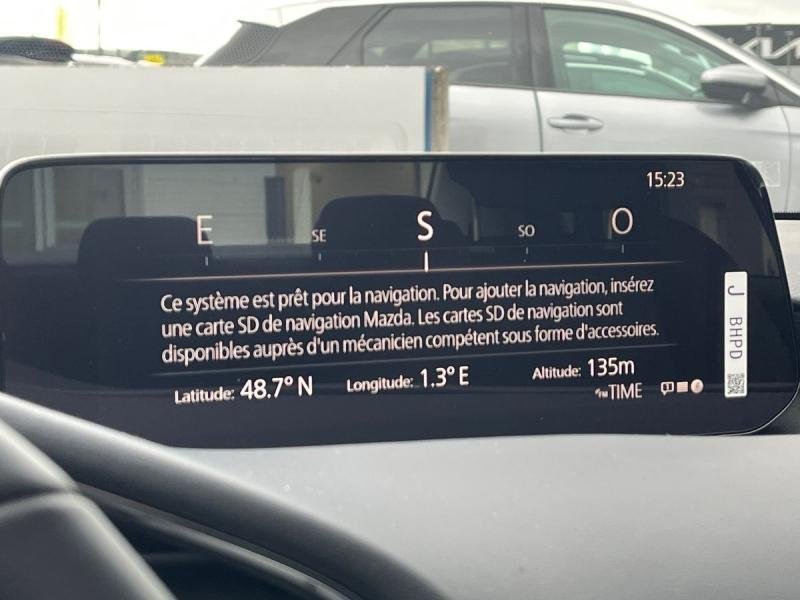 KIA
15:23
E SE S SO O
Ce système est prêt pour la navigation. Pour ajouter la navigation, insérez
une carte SD de navigation Mazda. Les cartes SD de navigation sont
disponibles auprès d'un mécanicien compétent sous forme d'accessoires.
Latitude: 48.7° N Longitude: 1.3° E Altitude: 135m
TIME
J BHPD